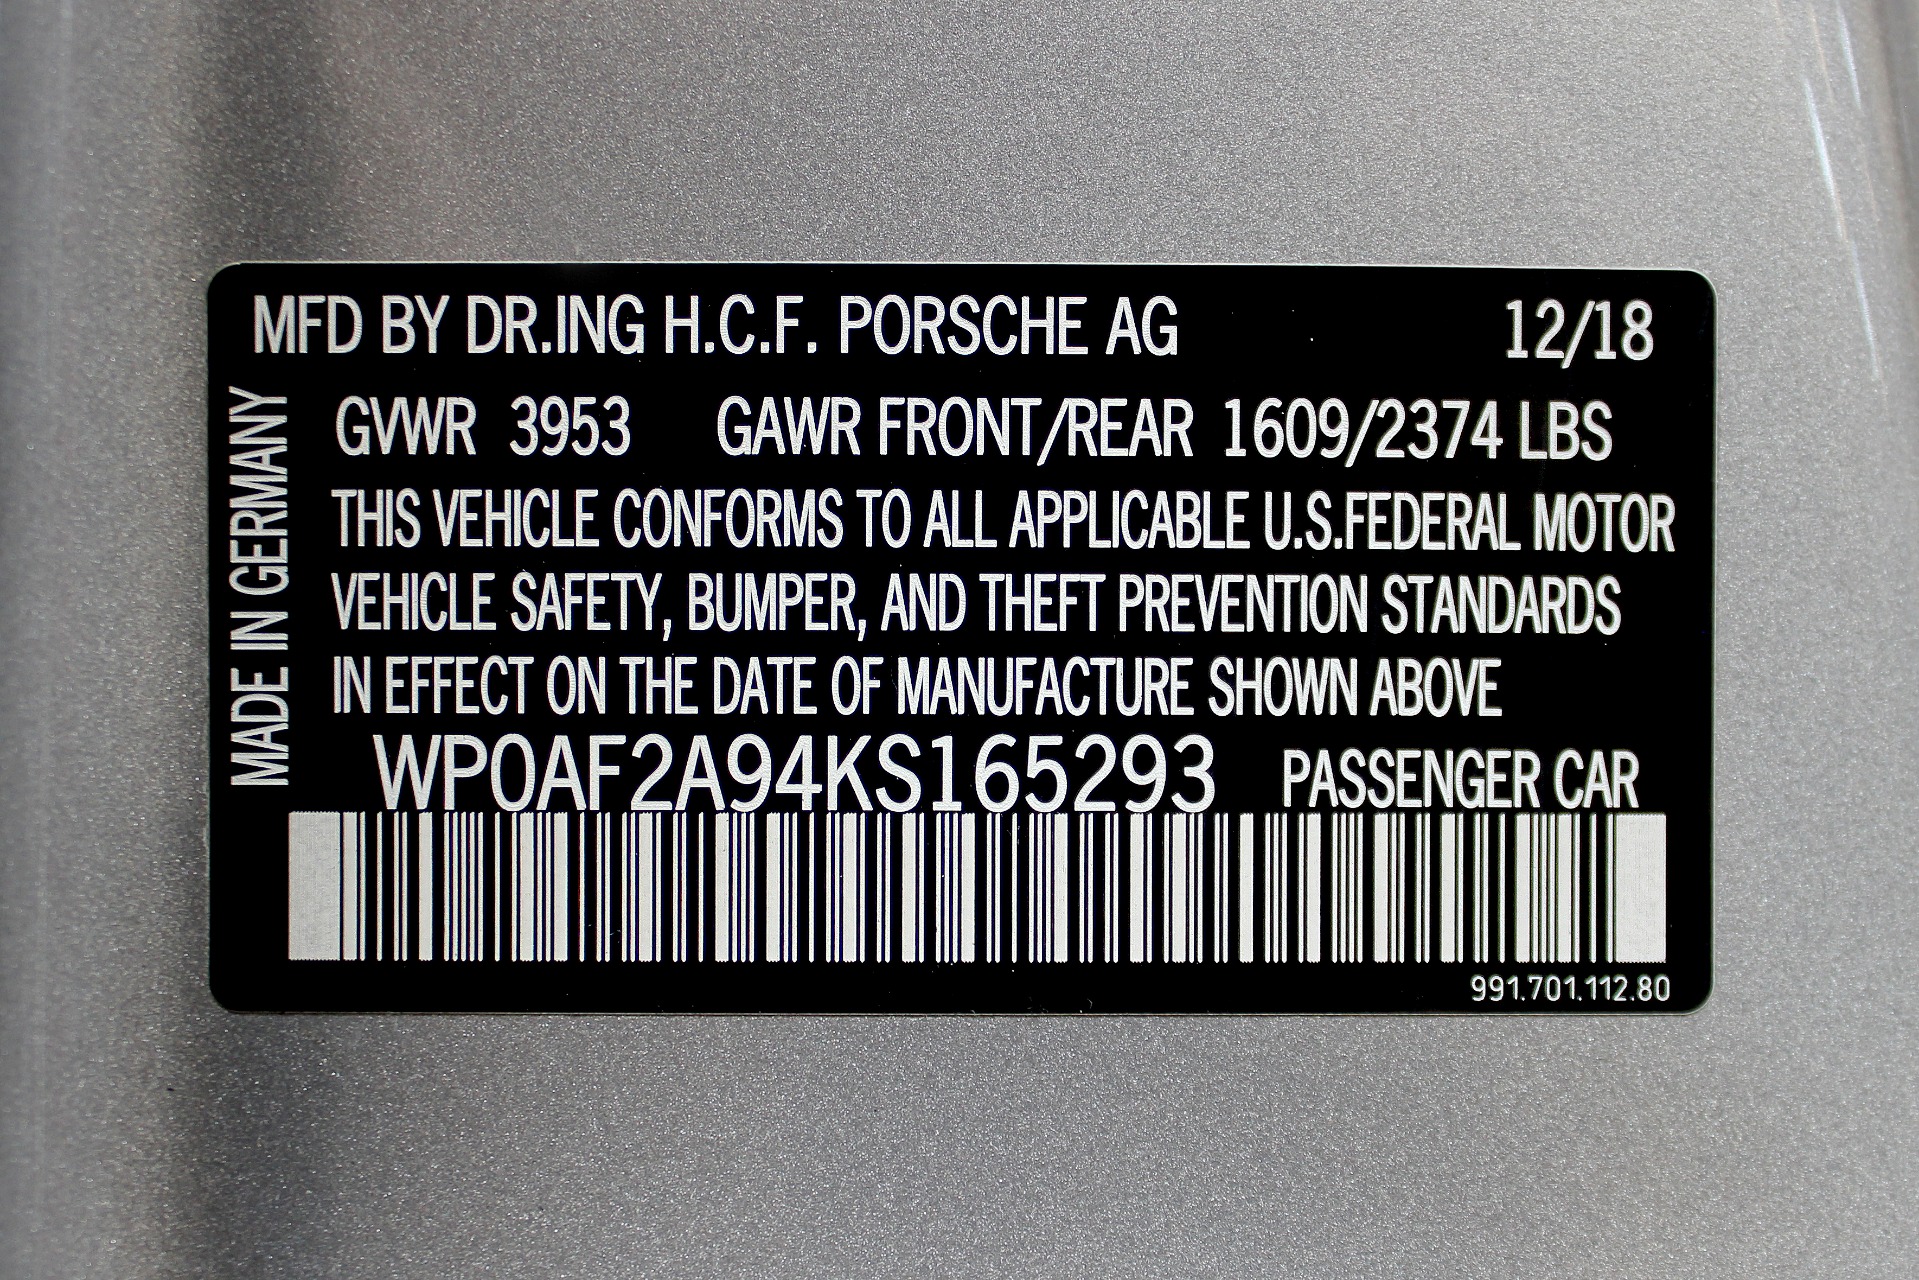 MFD BY DR.ING H.C.F. PORSCHE AG 12/18
MADE IN GERMANY
GVWR 3953 GAWR FRONT/REAR 1609/2374 LBS
THIS VEHICLE CONFORMS TO ALL APPLICABLE U.S.FEDERAL MOTOR
VEHICLE SAFETY, BUMPER, AND THEFT PREVENTION STANDARDS
IN EFFECT ON THE DATE OF MANUFACTURE SHOWN ABOVE
WP0AF2A94KS165293 PASSENGER CAR
991.701.112.80